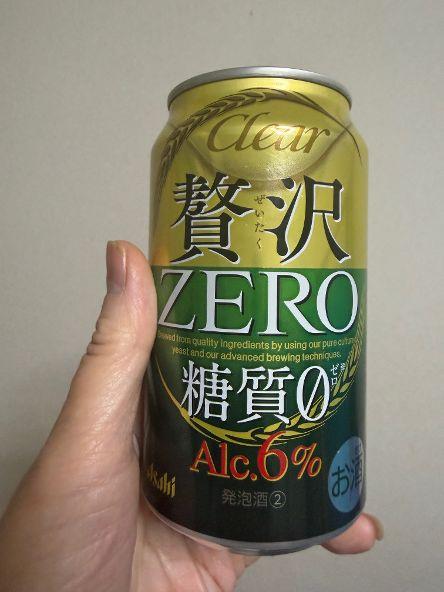 Clear
贅沢
ぜいたく
ZERO
Brewed from quality ingredients by using our pure culture
yeast and our advanced brewing techniques.
糖質0
ゼロ※
Alc.6%
Asahi
お酒
発泡酒②